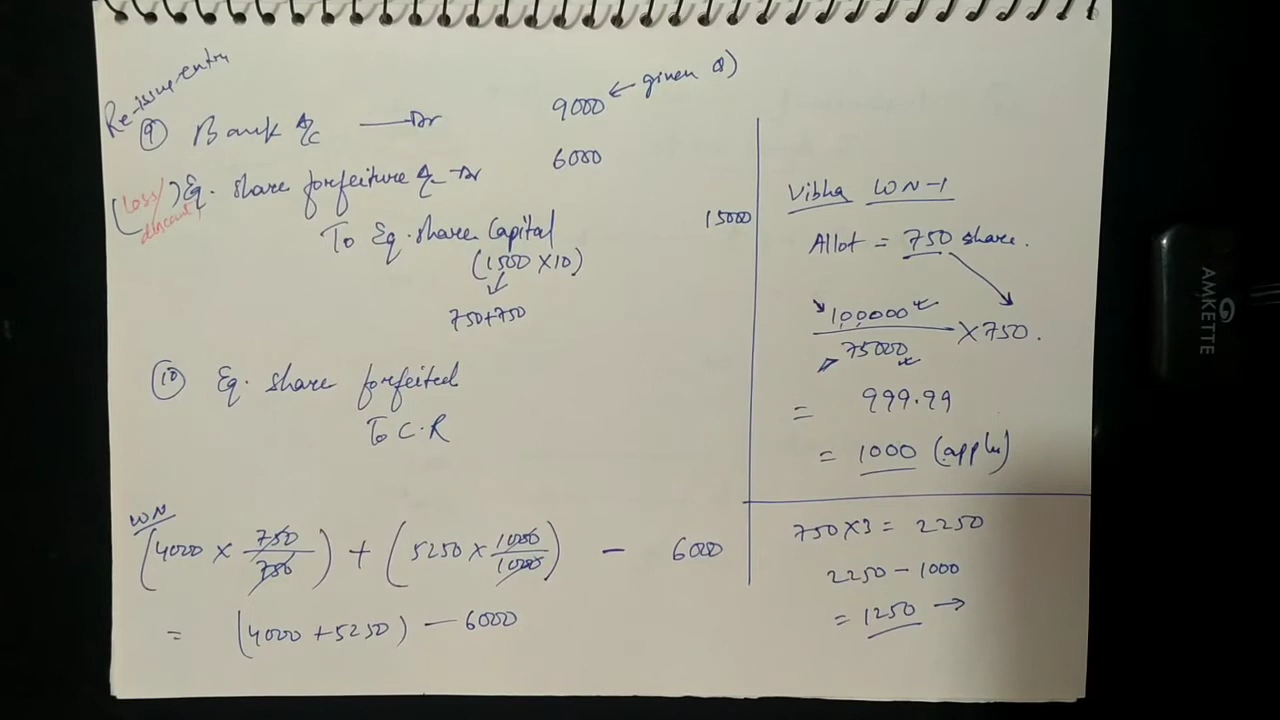 Re-issue entry
(9) Bank A/c —Dr 9000 ← given Q)
(Loss/discount) Eq. share forfeiture A/c —Dr 6000
To Eq. share Capital 15000
(1500 X10)
750+750
(10) Eq. share forfeited
To C.R
WN
(4000 × 750/750) + (5250 × 1000/1000) — 6000
= (4000 + 5250) — 6000
Vibha WN-1
Allot = 750 share.
100000/75000 X 750.
= 999.99
= 1000 (apply)
750 X 3 = 2250
2250 — 1000
= 1250 →
AMKETTE